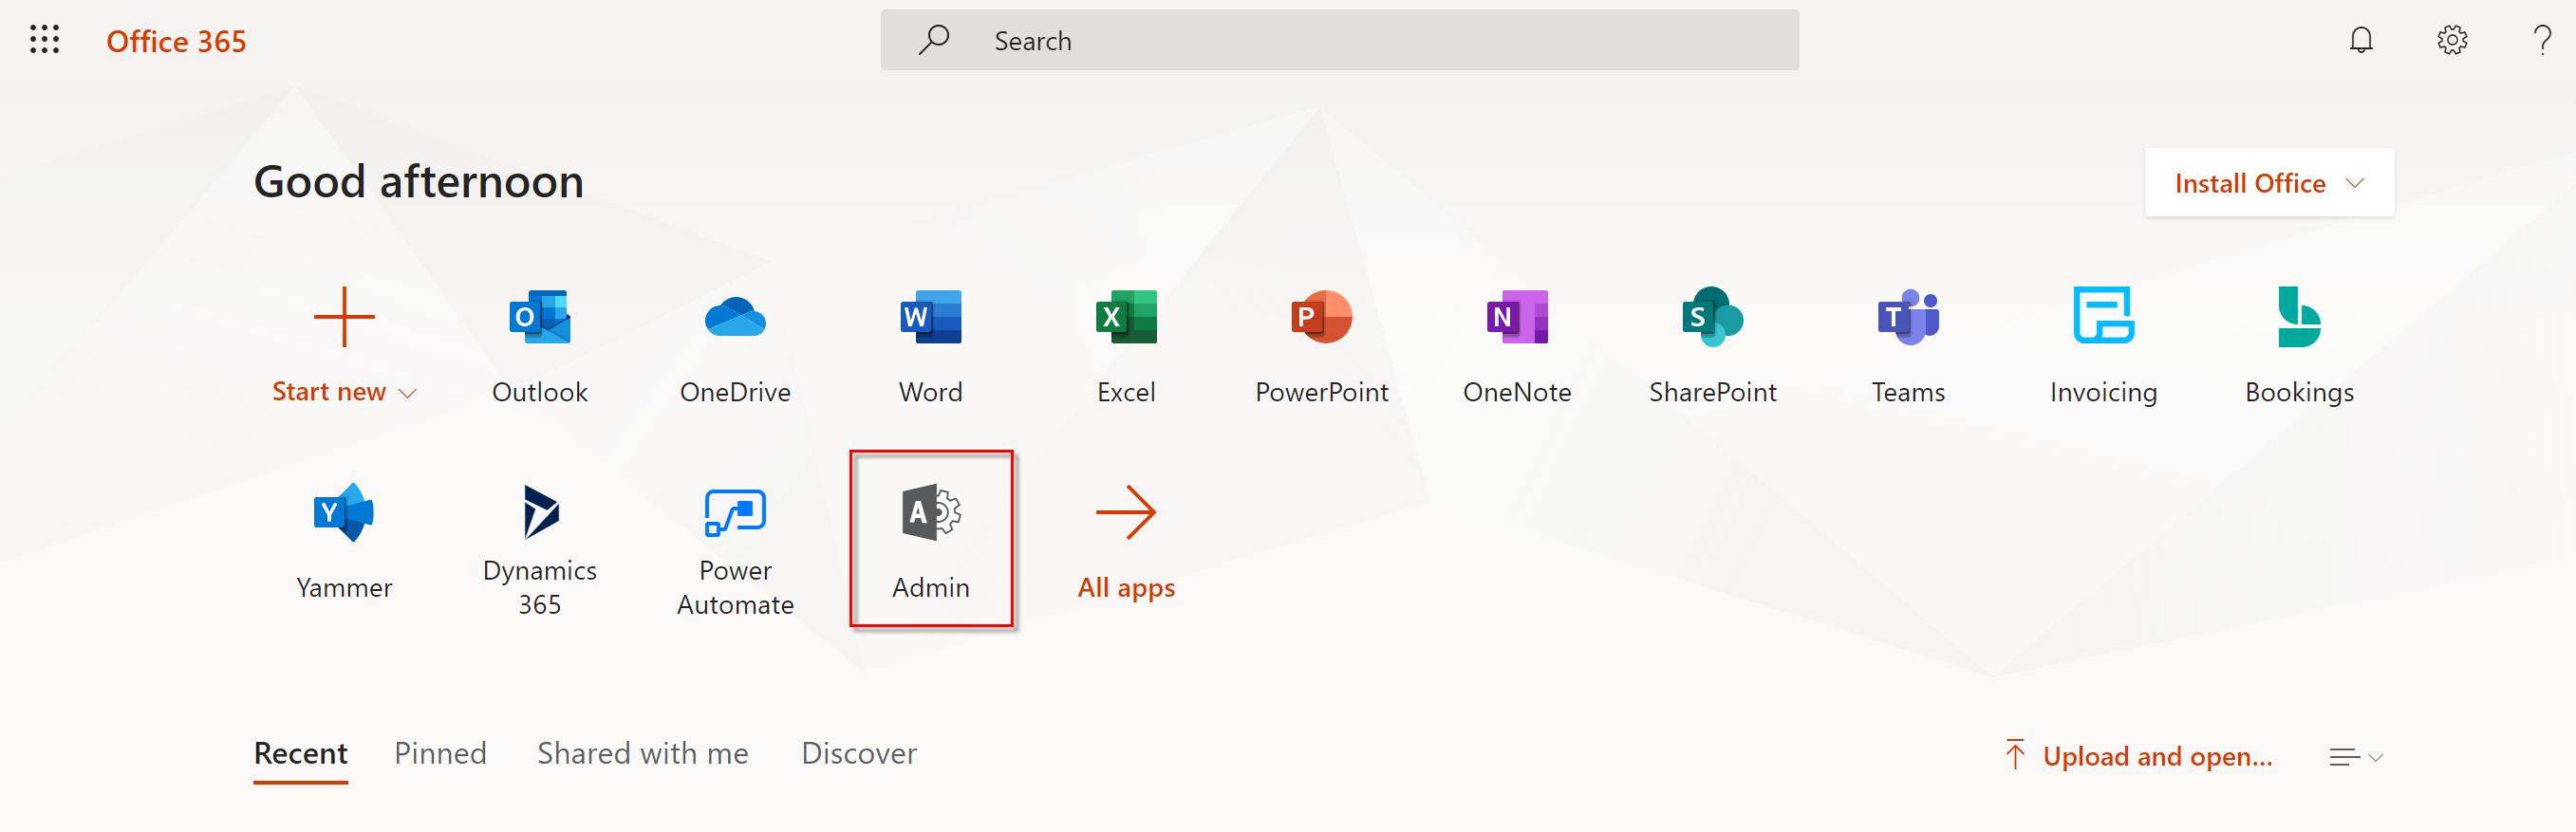 Office 365
Search
?
Good afternoon
Install Office
Start new
O
Outlook
OneDrive
W
Word
X
Excel
P
PowerPoint
N
OneNote
S
SharePoint
T
Teams
Invoicing
Bookings
Y
Yammer
Dynamics
365
Power
Automate
A
Admin
All apps
Recent
Pinned
Shared with me
Discover
Upload and open...